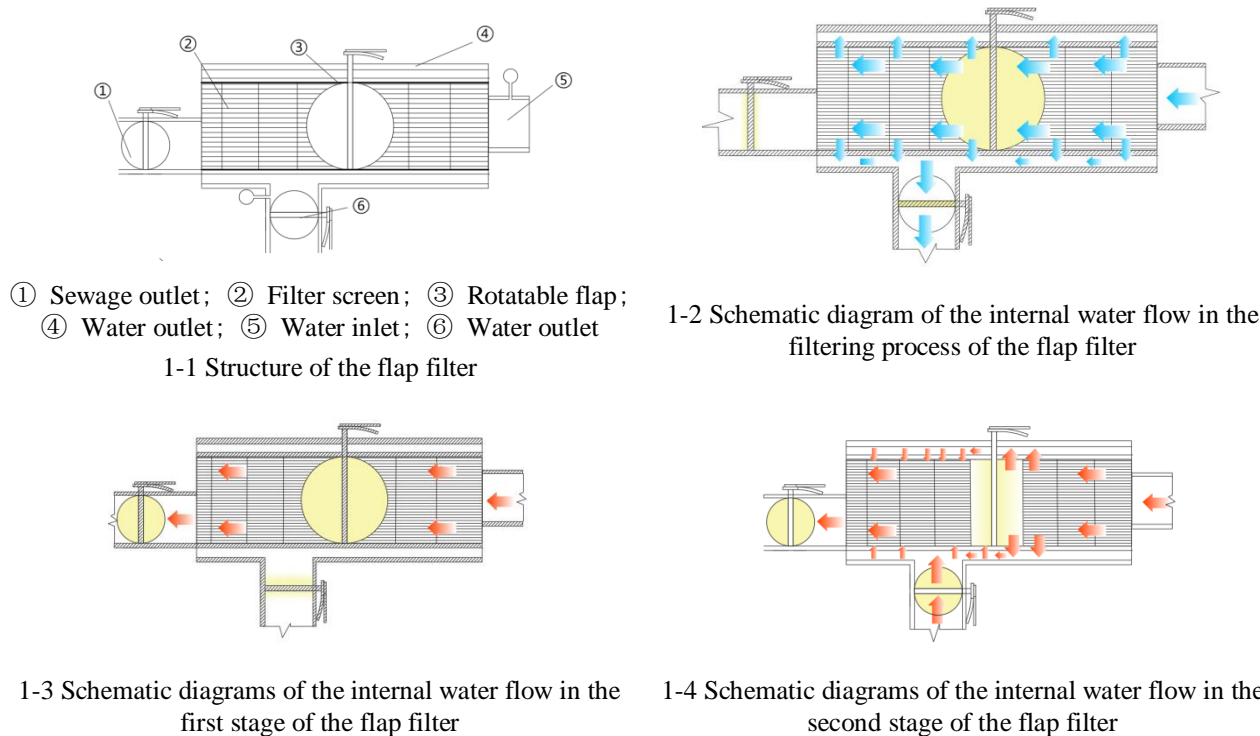 ①
②
③
④
⑤
⑥
① Sewage outlet; ② Filter screen; ③ Rotatable flap;
④ Water outlet; ⑤ Water inlet; ⑥ Water outlet
1-1 Structure of the flap filter
1-2 Schematic diagram of the internal water flow in the
filtering process of the flap filter
1-3 Schematic diagrams of the internal water flow in the
first stage of the flap filter
1-4 Schematic diagrams of the internal water flow in the
second stage of the flap filter